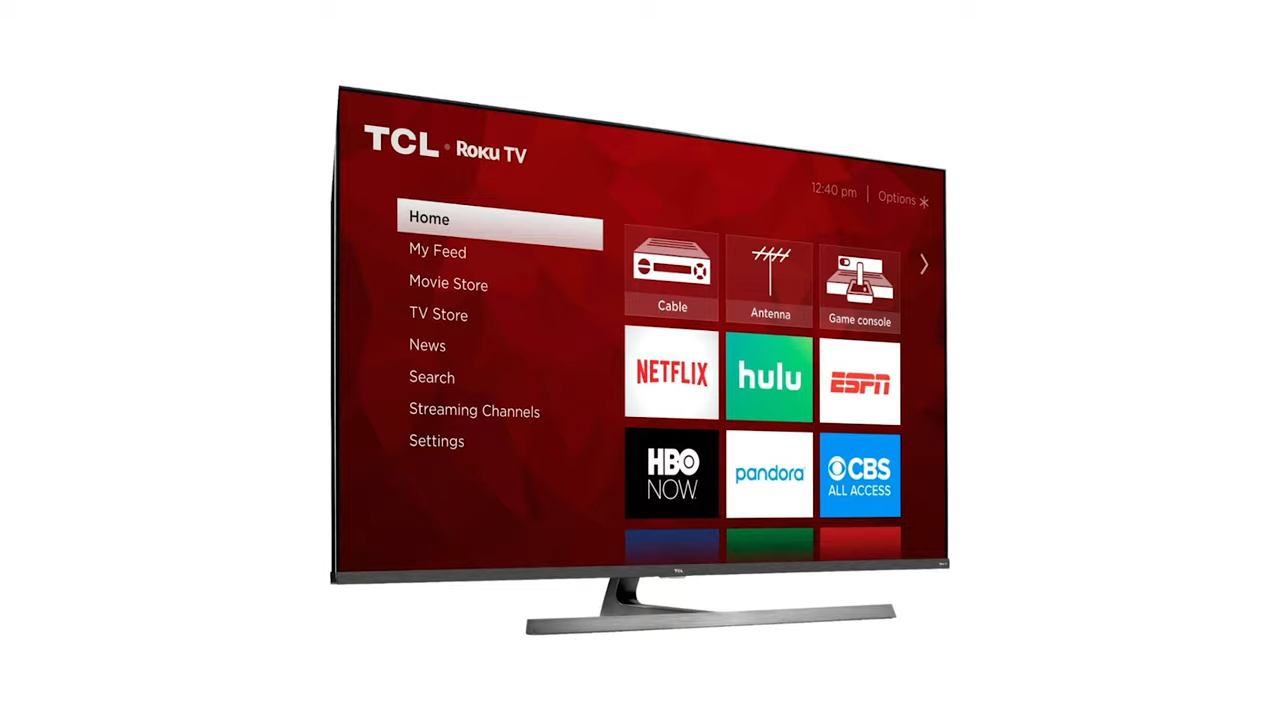 TCL • Roku TV
12:40 pm | Options
Home
My Feed
Movie Store
TV Store
News
Search
Streaming Channels
Settings
Cable
Antenna
Game console
NETFLIX
hulu
ESPN
HBO
NOW
pandora
CBS
ALL ACCESS
TCL